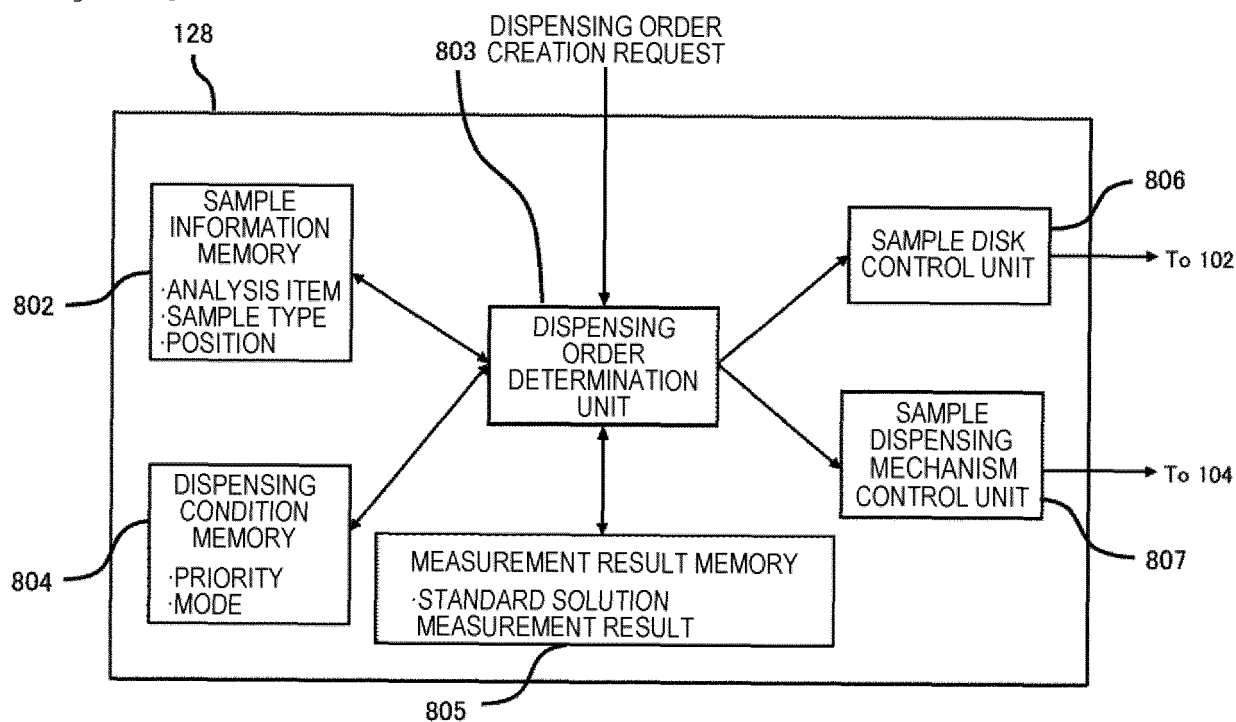 128
DISPENSING ORDER
CREATION REQUEST
803
806
SAMPLE
INFORMATION
MEMORY
·ANALYSIS ITEM
·SAMPLE TYPE
·POSITION
802
SAMPLE DISK
CONTROL UNIT
To 102
DISPENSING
ORDER
DETERMINATION
UNIT
SAMPLE
DISPENSING
MECHANISM
CONTROL UNIT
To 104
807
DISPENSING
CONDITION
MEMORY
·PRIORITY
·MODE
804
MEASUREMENT RESULT MEMORY
·STANDARD SOLUTION
MEASUREMENT RESULT
805